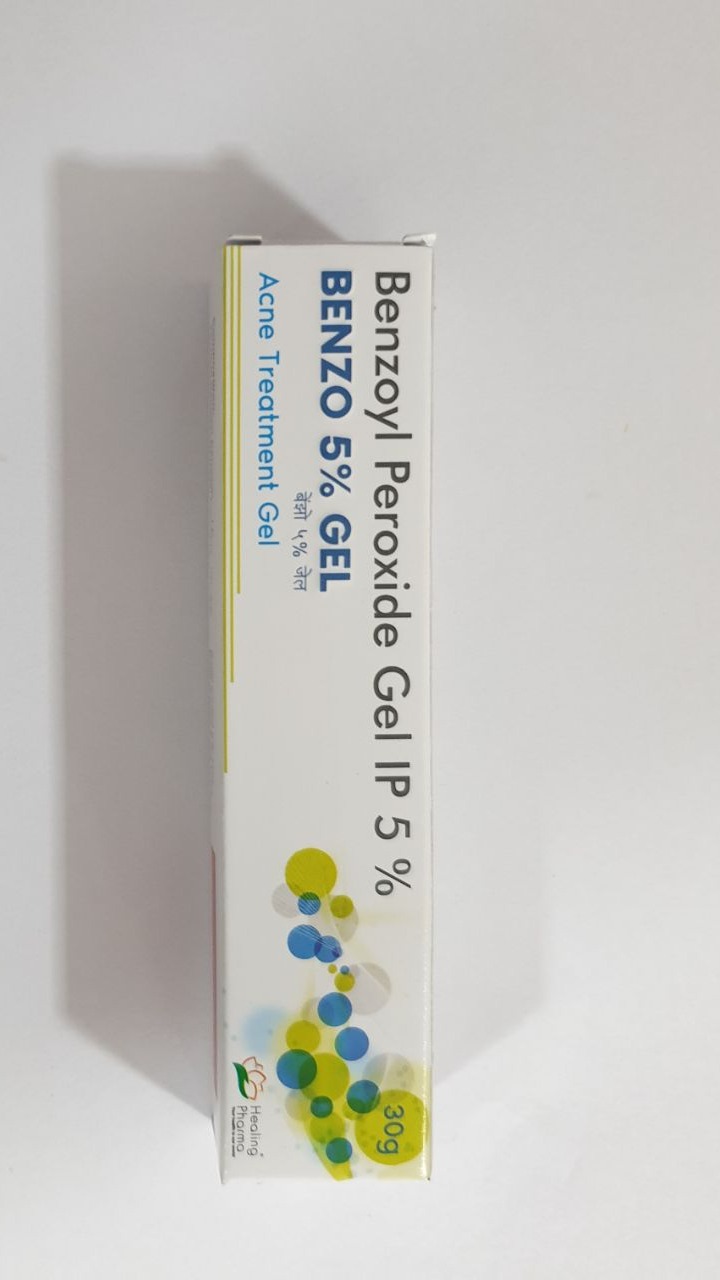 Benzoyl Peroxide Gel IP 5 %
BENZO 5% GEL
बेंझो ५% जेल
Acne Treatment Gel
30g
Healing
Pharma